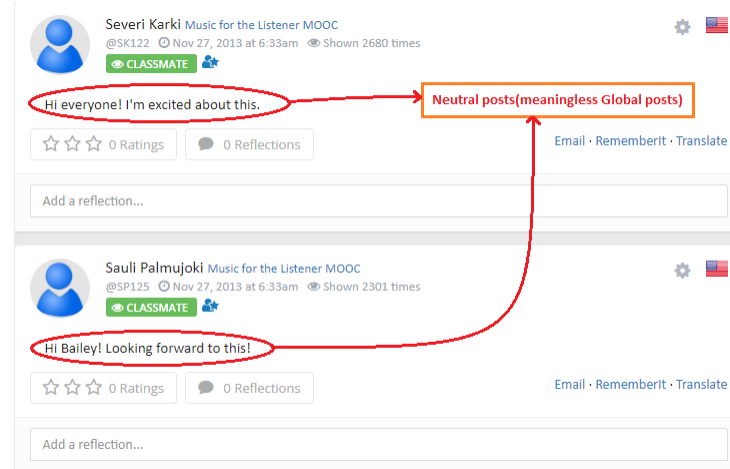 Severi Karki Music for the Listener MOOC
@SK122 Nov 27, 2013 at 6:33am Shown 2680 times
CLASSMATE
Hi everyone! I'm excited about this.
Neutral posts(meaningless Global posts)
0 Ratings 0 Reflections
Email · RememberIt · Translate
Add a reflection...
Sauli Palmujoki Music for the Listener MOOC
@SP125 Nov 27, 2013 at 6:33am Shown 2301 times
CLASSMATE
Hi Bailey! Looking forward to this!
0 Ratings 0 Reflections
Email · RememberIt · Translate
Add a reflection...